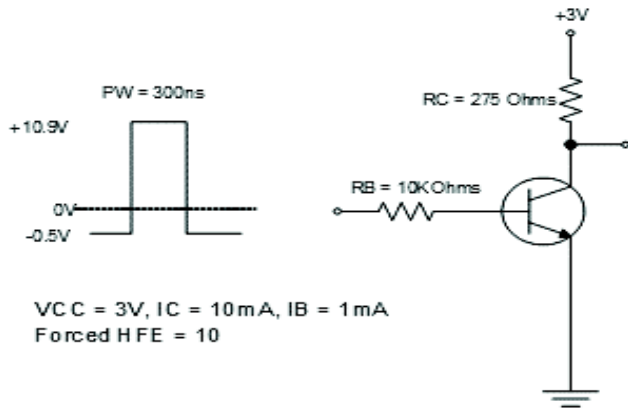 +3V
PW = 300ns
RC = 275 Ohms
+10.9V
RB = 10KOhms
0V
-0.5V
VCC = 3V, IC = 10mA, IB = 1mA
Forced HFE = 10